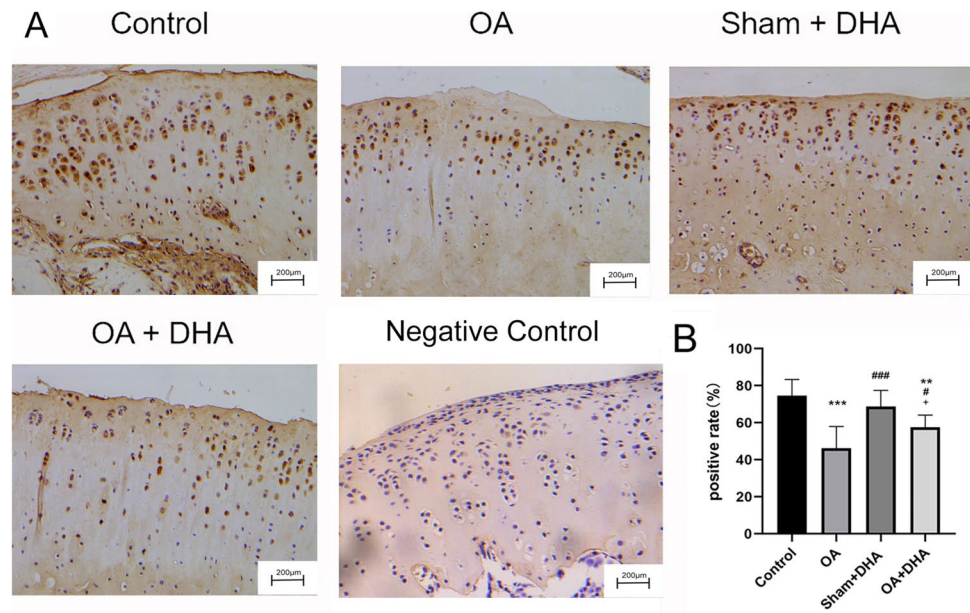 A
Control
OA
Sham + DHA
200μm
200μm
200μm
OA + DHA
Negative Control
200μm
200μm
B
positive rate(%)
100
80
60
40
20
0
***
###
**
#
+
Control
OA
Sham+DHA
OA+DHA